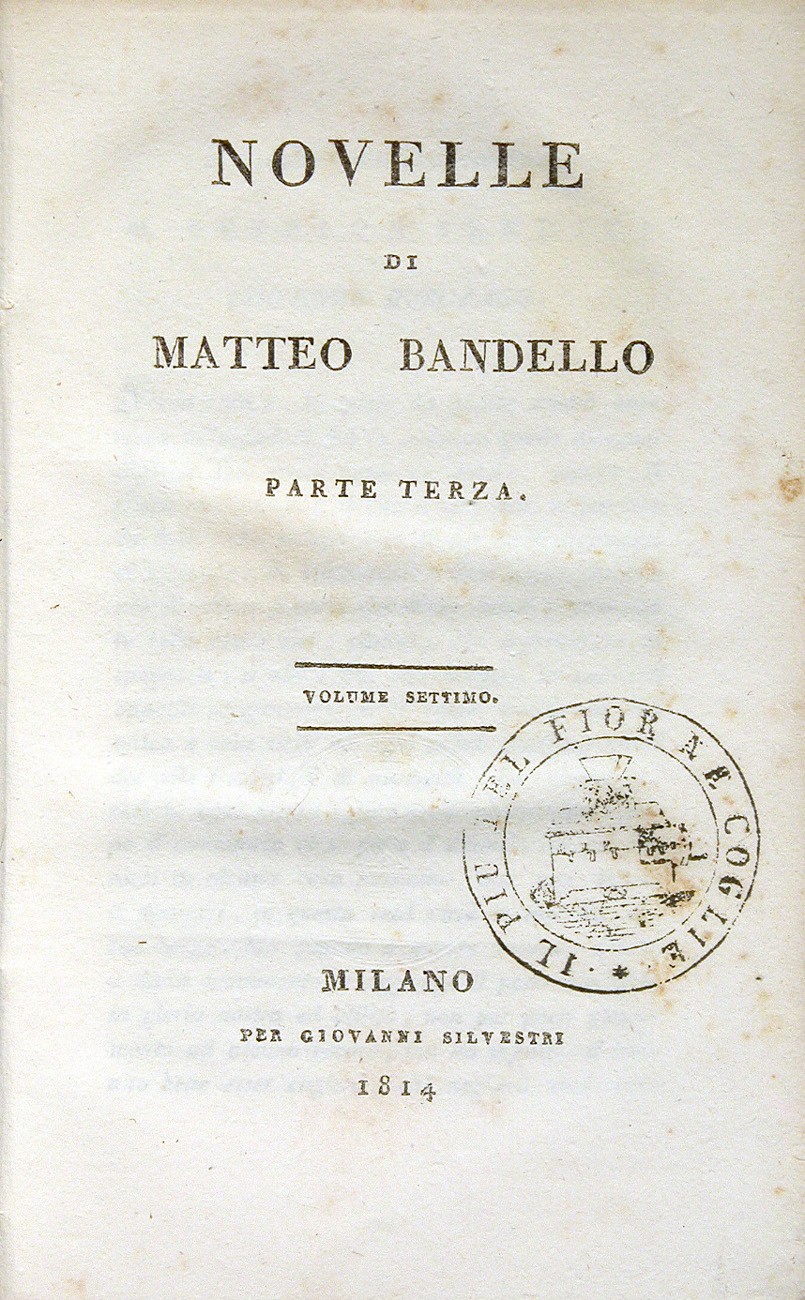 NOVELLE
DI
MATTEO BANDELLO
PARTE TERZA.
VOLUME SETTIMO.
IL PIU BEL FIOR NE COGLIE *
MILANO
PER GIOVANNI SILVESTRI
1814